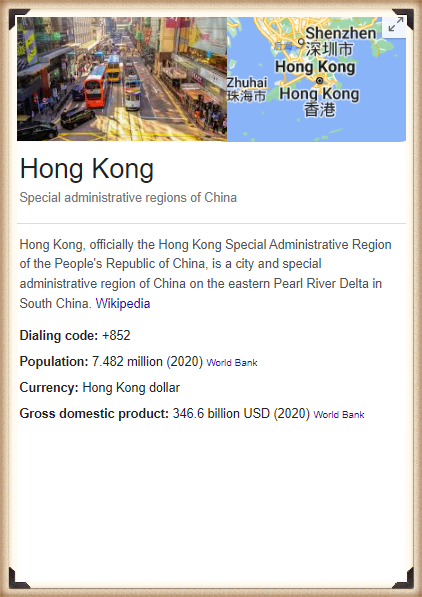 Shenzhen
深圳市
Hong Kong
Zhuhai
珠海市
Hong Kong
香港
Hong Kong
Special administrative regions of China
Hong Kong, officially the Hong Kong Special Administrative Region
of the People's Republic of China, is a city and special
administrative region of China on the eastern Pearl River Delta in
South China. Wikipedia
Dialing code: +852
Population: 7.482 million (2020) World Bank
Currency: Hong Kong dollar
Gross domestic product: 346.6 billion USD (2020) World Bank